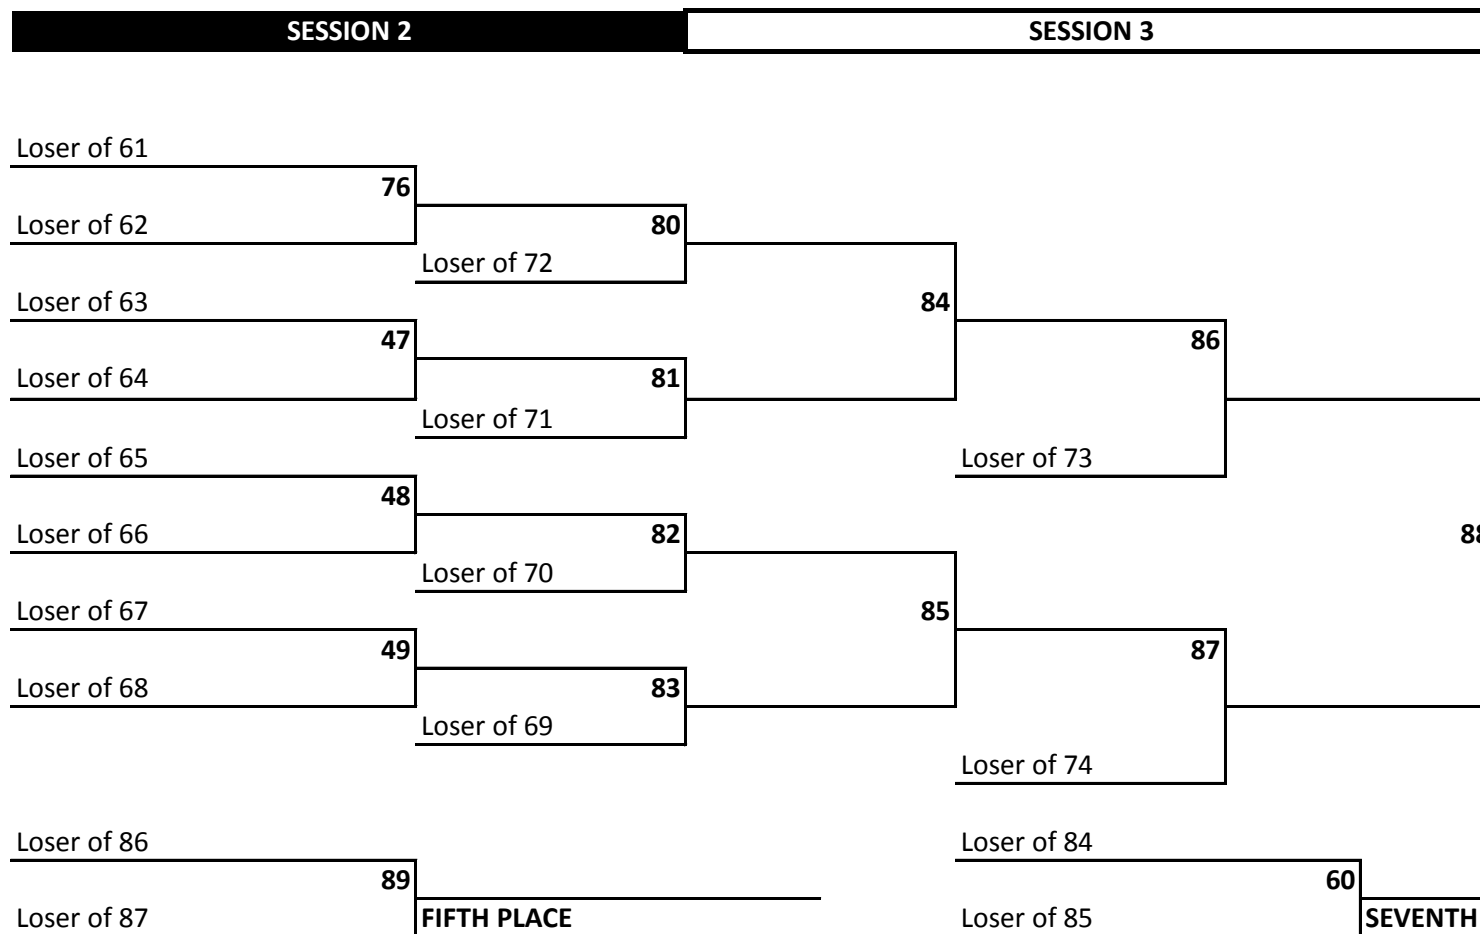 SESSION 2
SESSION 3
Loser of 61
76
Loser of 62
80
Loser of 72
Loser of 63
84
47
86
Loser of 64
81
Loser of 71
Loser of 65
Loser of 73
48
Loser of 66
82
88
Loser of 70
Loser of 67
85
49
87
Loser of 68
83
Loser of 69
Loser of 74
Loser of 86
Loser of 84
89
60
Loser of 87
FIFTH PLACE
Loser of 85
SEVENTH